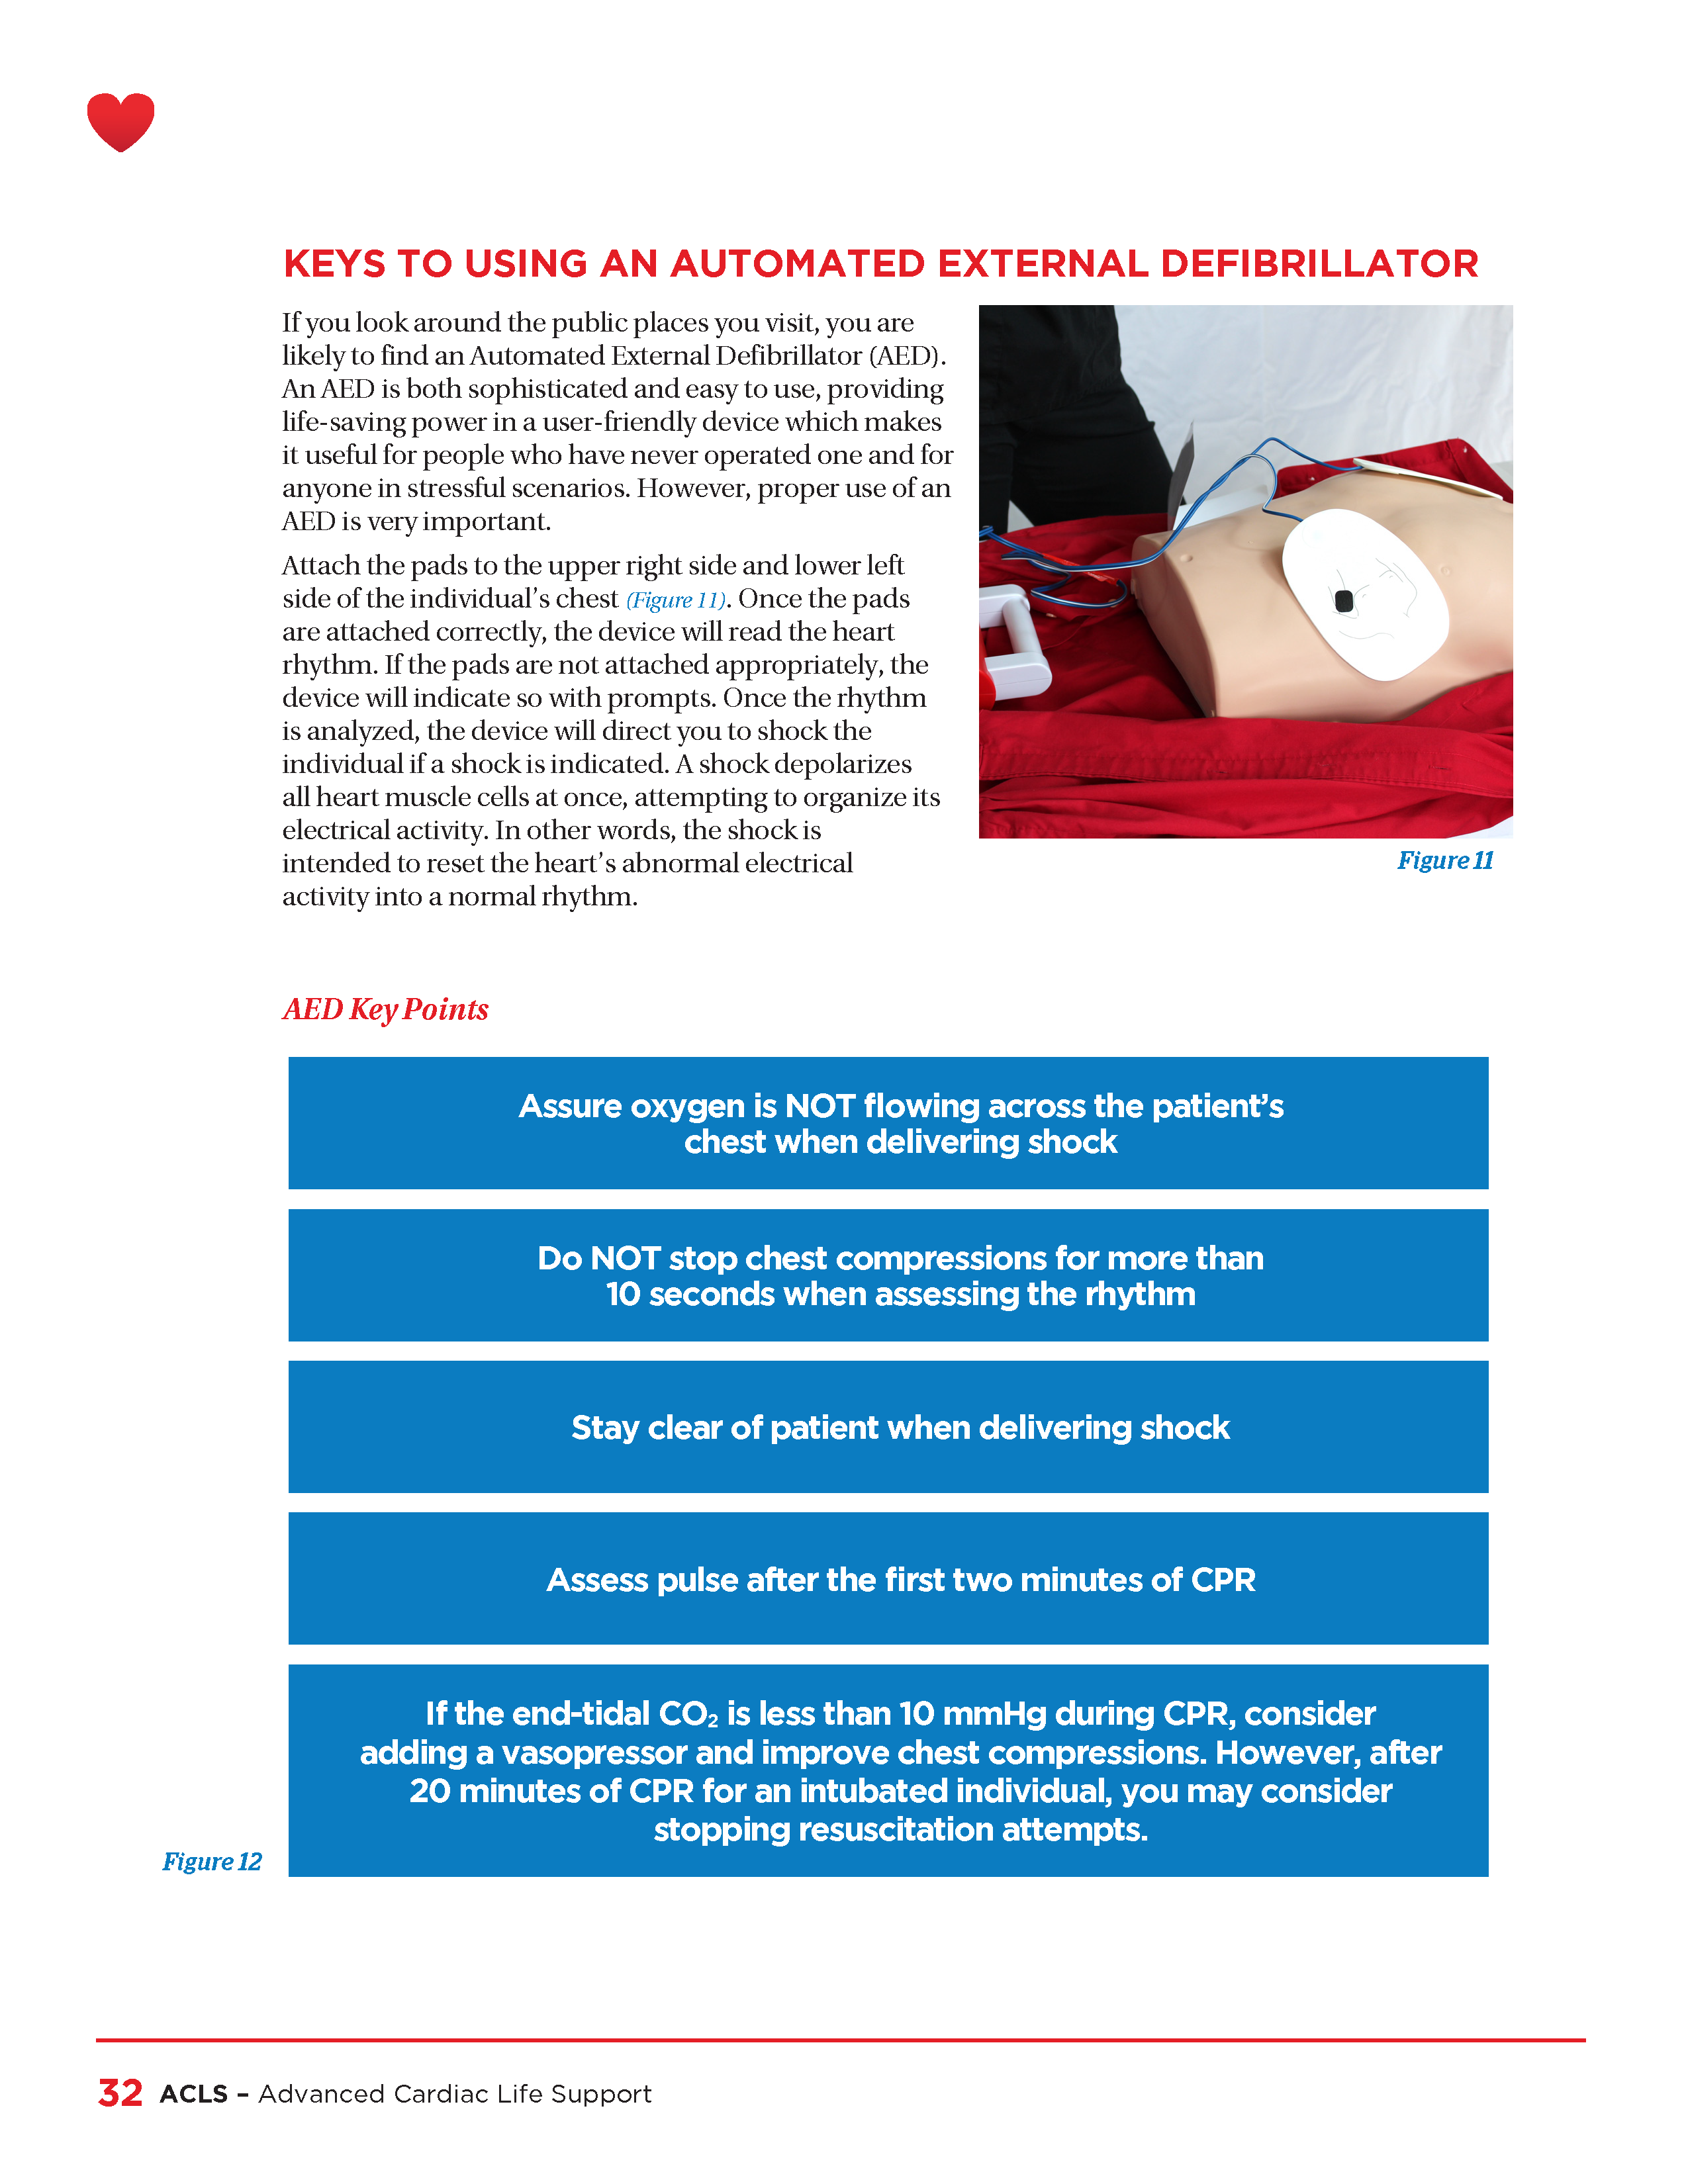 KEYS TO USING AN AUTOMATED EXTERNAL DEFIBRILLATOR
If you look around the public places you visit, you are
likely to find an Automated External Defibrillator (AED).
An AED is both sophisticated and easy to use, providing
life-saving power in a user-friendly device which makes
it useful for people who have never operated one and for
anyone in stressful scenarios. However, proper use of an
AED is very important.
Attach the pads to the upper right side and lower left
side of the individual’s chest (Figure 11). Once the pads
are attached correctly, the device will read the heart
rhythm. If the pads are not attached appropriately, the
device will indicate so with prompts. Once the rhythm
is analyzed, the device will direct you to shock the
individual if a shock is indicated. A shock depolarizes
all heart muscle cells at once, attempting to organize its
electrical activity. In other words, the shock is
intended to reset the heart’s abnormal electrical
activity into a normal rhythm.
Figure 11
AED Key Points
Assure oxygen is NOT flowing across the patient’s
chest when delivering shock
Do NOT stop chest compressions for more than
10 seconds when assessing the rhythm
Stay clear of patient when delivering shock
Assess pulse after the first two minutes of CPR
If the end-tidal CO₂ is less than 10 mmHg during CPR, consider
adding a vasopressor and improve chest compressions. However, after
20 minutes of CPR for an intubated individual, you may consider
stopping resuscitation attempts.
Figure 12
32 ACLS – Advanced Cardiac Life Support